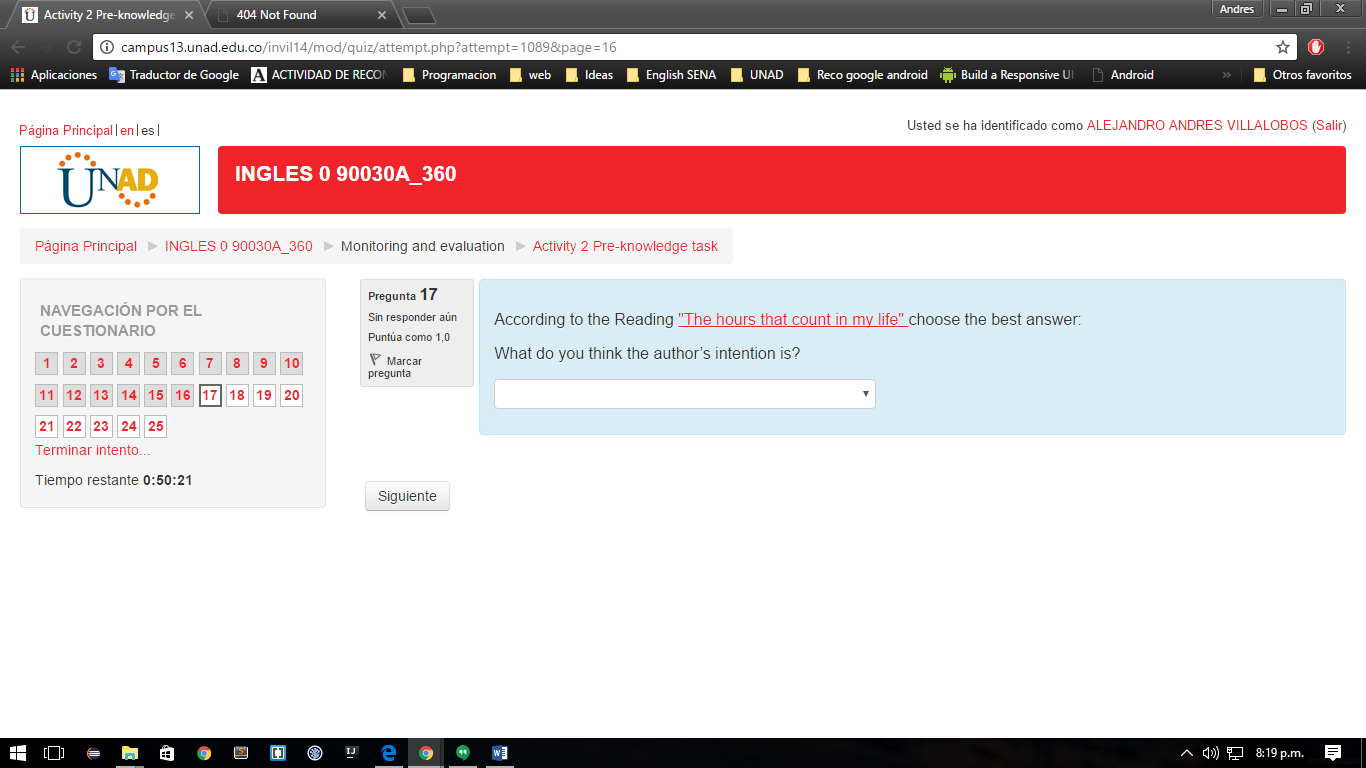 Activity 2 Pre-knowledge
404 Not Found
Andres
campus13.unad.edu.co/invil14/mod/quiz/attempt.php?attempt=1089&page=16
Aplicaciones Traductor de Google ACTIVIDAD DE RECON Programacion web Ideas English SENA UNAD Reco google android Build a Responsive UI Android » Otros favoritos
Página Principal| en | es |
Usted se ha identificado como ALEJANDRO ANDRES VILLALOBOS (Salir)
UNAD
INGLES 0 90030A_360
Página Principal ► INGLES 0 90030A_360 ► Monitoring and evaluation ► Activity 2 Pre-knowledge task
NAVEGACIÓN POR EL
CUESTIONARIO
1 2 3 4 5 6 7 8 9 10
11 12 13 14 15 16 17 18 19 20
21 22 23 24 25
Terminar intento...
Tiempo restante 0:50:21
Pregunta 17
Sin responder aún
Puntúa como 1,0
Marcar
pregunta
According to the Reading "The hours that count in my life" choose the best answer:
What do you think the author's intention is?
Siguiente
IJ
8:19 p.m.